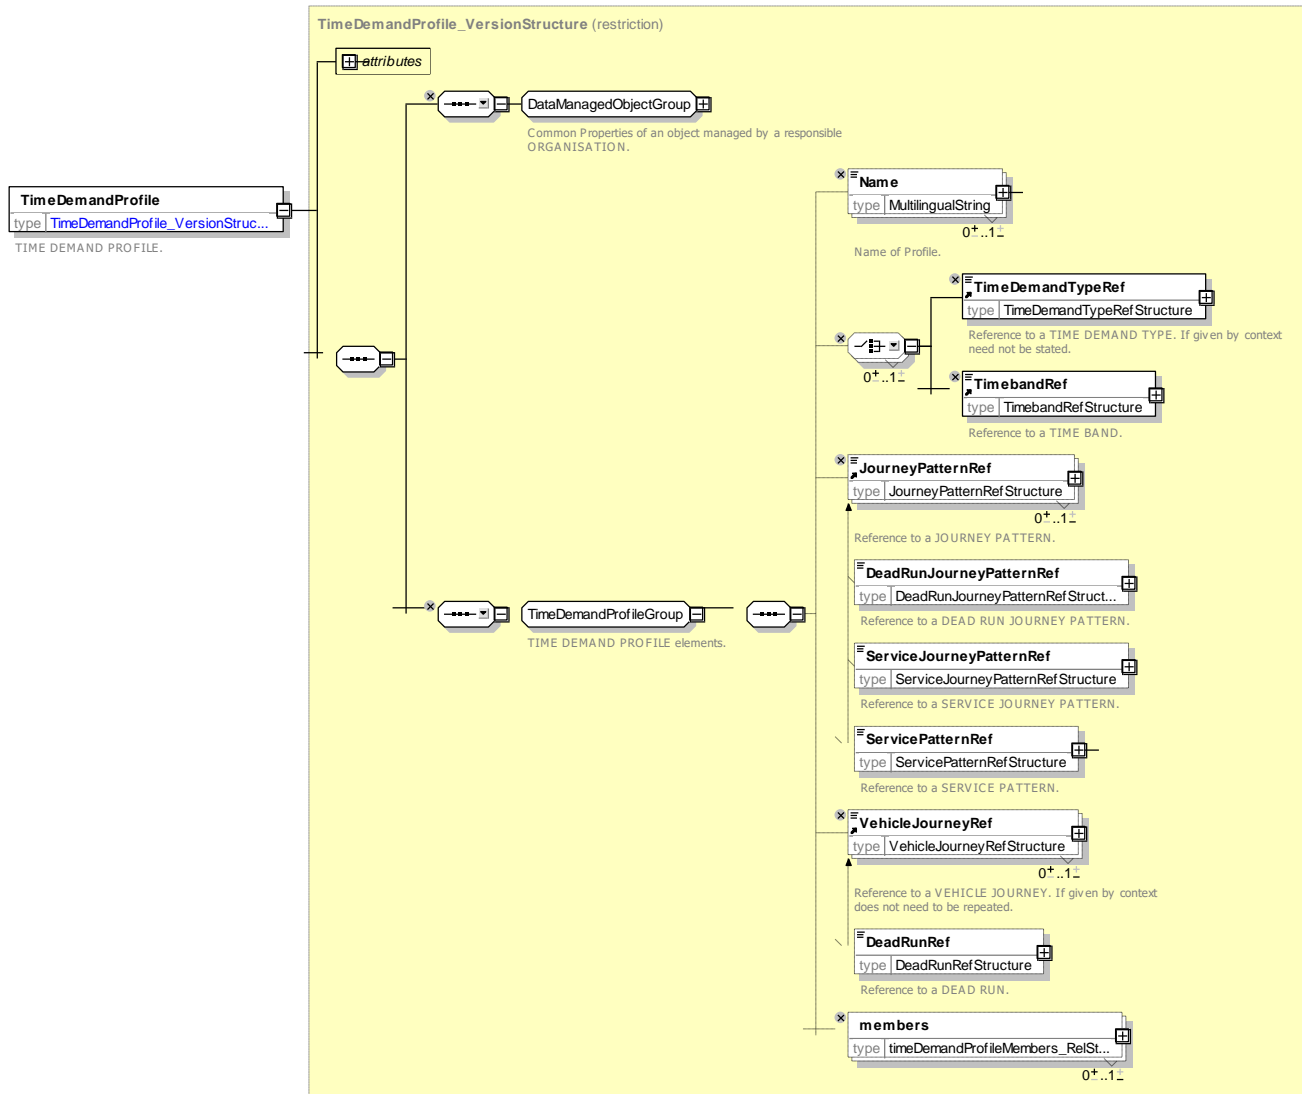 TimeDemandProfile_VersionStructure (restriction)
attributes
DataManagedObjectGroup
Common Properties of an object managed by a responsible
ORGANISATION.
TimeDemandProfile
type TimeDemandProfile_VersionStruc...
TIME DEMAND PROFILE.
Name
type MultilingualString
0..1
Name of Profile.
TimeDemandTypeRef
type TimeDemandTypeRefStructure
Reference to a TIME DEMAND TYPE. If given by context
need not be stated.
0..1
TimebandRef
type TimebandRefStructure
Reference to a TIME BAND.
JourneyPatternRef
type JourneyPatternRefStructure
0..1
Reference to a JOURNEY PATTERN.
DeadRunJourneyPatternRef
type DeadRunJourneyPatternRefStruct...
Reference to a DEAD RUN JOURNEY PATTERN.
TimeDemandProfileGroup
TIME DEMAND PROFILE elements.
ServiceJourneyPatternRef
type ServiceJourneyPatternRefStructure
Reference to a SERVICE JOURNEY PATTERN.
ServicePatternRef
type ServicePatternRefStructure
Reference to a SERVICE PATTERN.
VehicleJourneyRef
type VehicleJourneyRefStructure
0..1
Reference to a VEHICLE JOURNEY. If given by context
does not need to be repeated.
DeadRunRef
type DeadRunRefStructure
Reference to a DEAD RUN.
members
type timeDemandProfileMembers_RelSt...
0..1